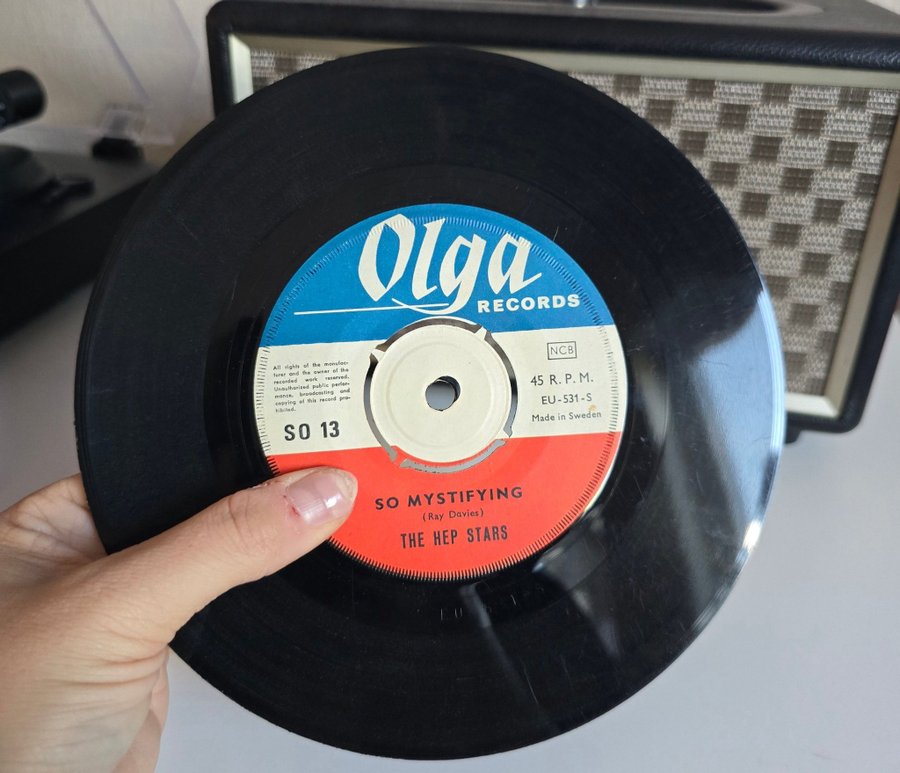 Olga
RECORDS
All rights of the manufac-
turer and the owner of the
recorded work reserved.
Unauthorized public perfor-
mance, broadcasting and
copying of this record pro-
hibited.
SO 13
NCB
45 R.P.M.
EU-531-S
Made in Sweden
SO MYSTIFYING
(Ray Davies)
THE HEP STARS